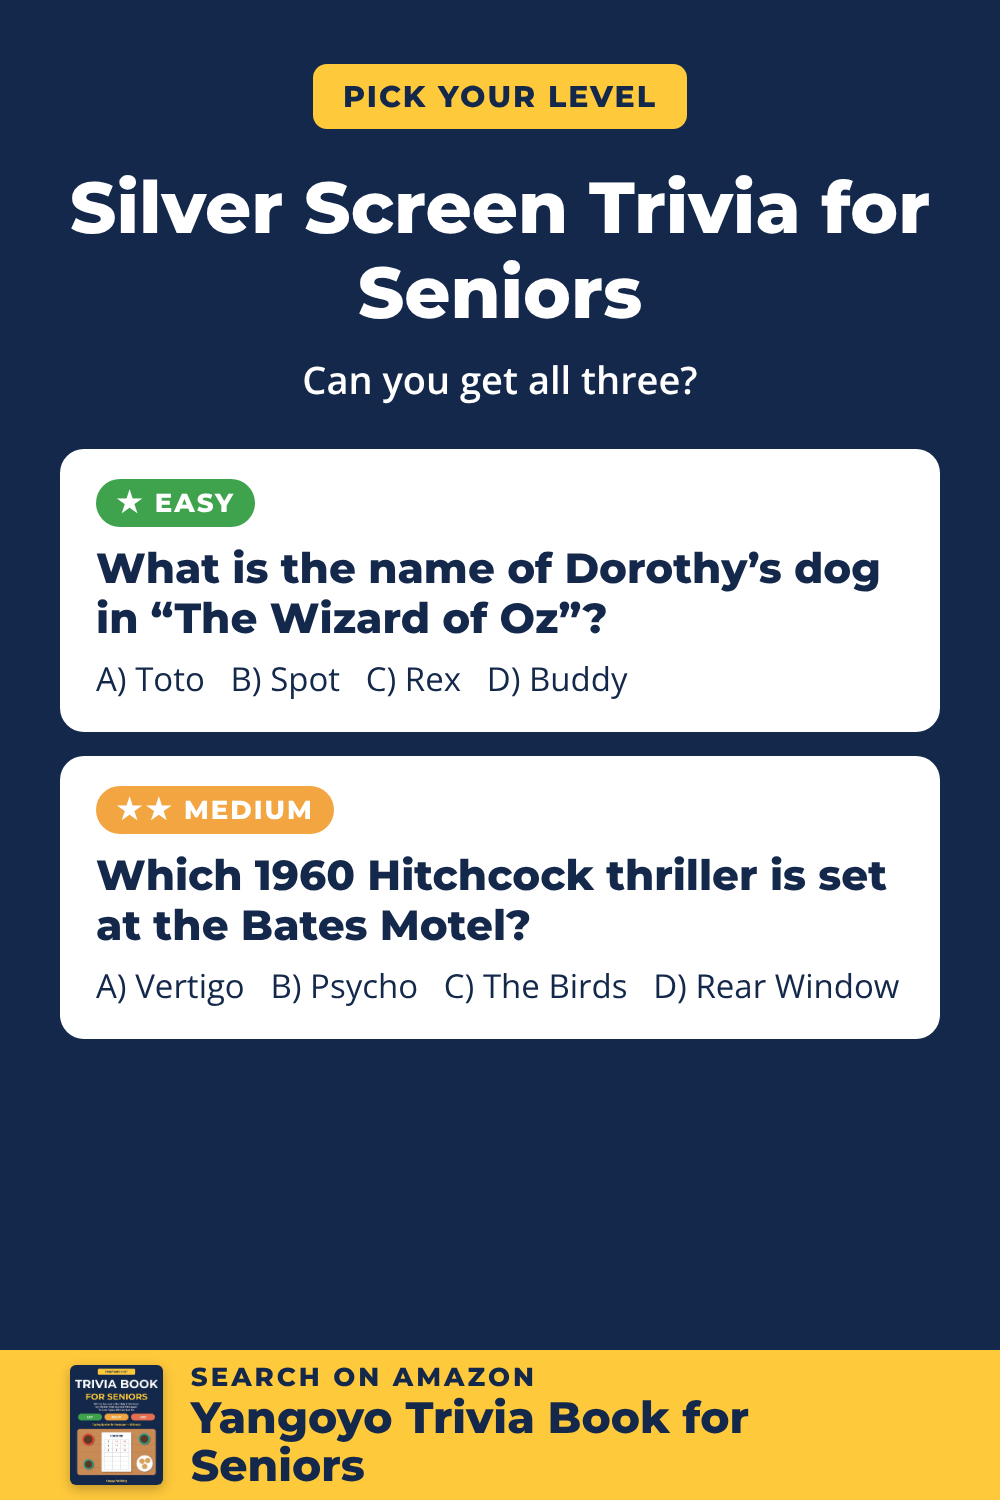 PICK YOUR LEVEL
Silver Screen Trivia for
Seniors
Can you get all three?
★ EASY
What is the name of Dorothy’s dog
in “The Wizard of Oz”?
A) Toto B) Spot C) Rex D) Buddy
★★ MEDIUM
Which 1960 Hitchcock thriller is set
at the Bates Motel?
A) Vertigo B) Psycho C) The Birds D) Rear Window
TRIVIA BOOK
FOR SENIORS
SEARCH ON AMAZON
Yangoyo Trivia Book for
Seniors